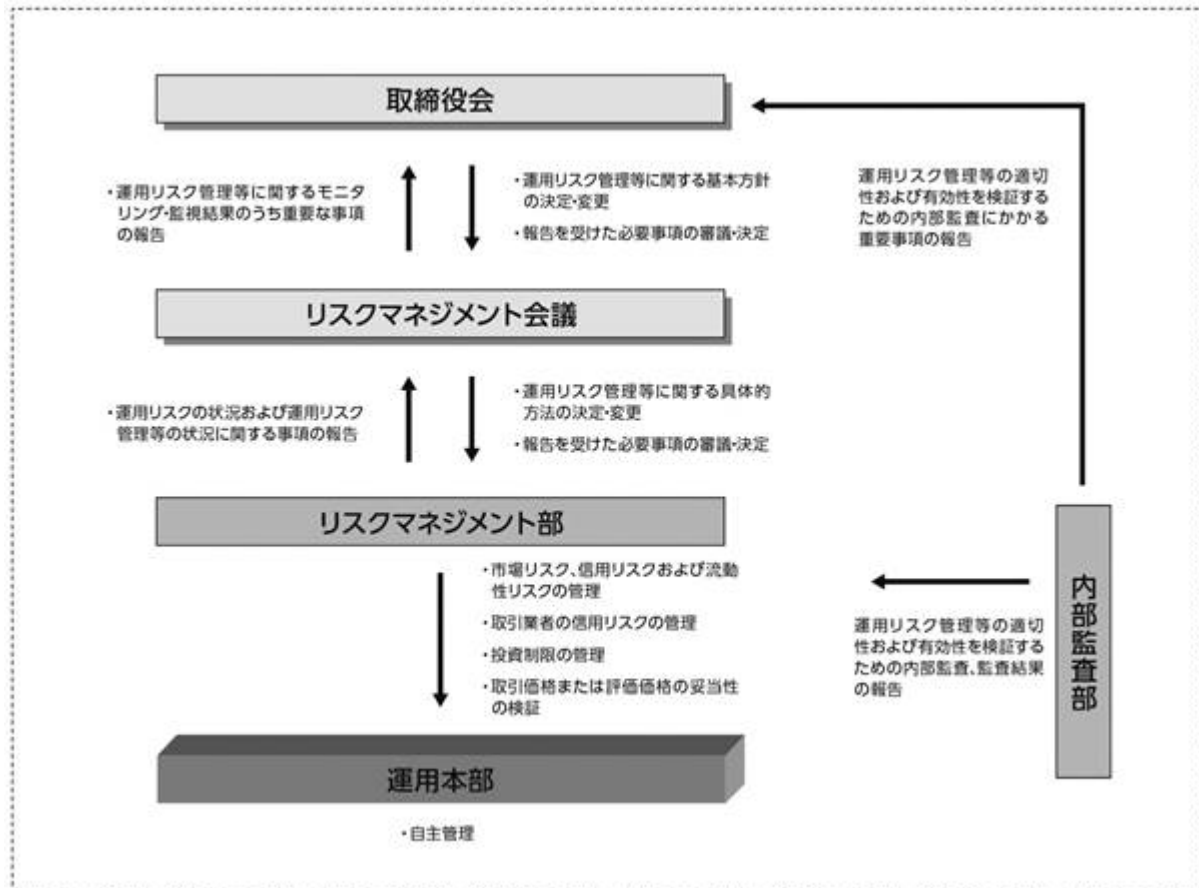 取締役会
・運用リスク管理等に関するモニタ
リング・監視結果のうち重要な事項
の報告
・運用リスク管理等に関する基本方針
の決定・変更
・報告を受けた必要事項の審議・決定
運用リスク管理等の適切
性および有効性を検証する
ための内部監査にかかる
重要事項の報告
リスクマネジメント会議
・運用リスクの状況および運用リスク
管理等の状況に関する事項の報告
・運用リスク管理等に関する具体的
方法の決定・変更
・報告を受けた必要事項の審議・決定
リスクマネジメント部
・市場リスク、信用リスクおよび流動
性リスクの管理
・取引業者の信用リスクの管理
・投資制限の管理
・取引価格または評価価格の妥当性
の検証
運用リスク管理等の適切
性および有効性を検証する
ための内部監査、監査結果
の報告
内部監査部
運用本部
・自主管理